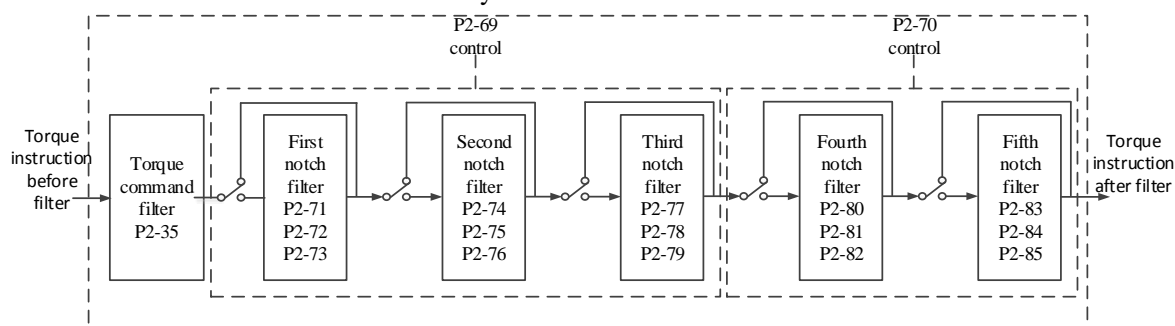 P2-69
control
P2-70
control
Torque
instruction
before
filter
Torque
command
filter
P2-35
First
notch
filter
P2-71
P2-72
P2-73
Second
notch
filter
P2-74
P2-75
P2-76
Third
notch
filter
P2-77
P2-78
P2-79
Fourth
notch
filter
P2-80
P2-81
P2-82
Fifth
notch
filter
P2-83
P2-84
P2-85
Torque
instruction
after filter